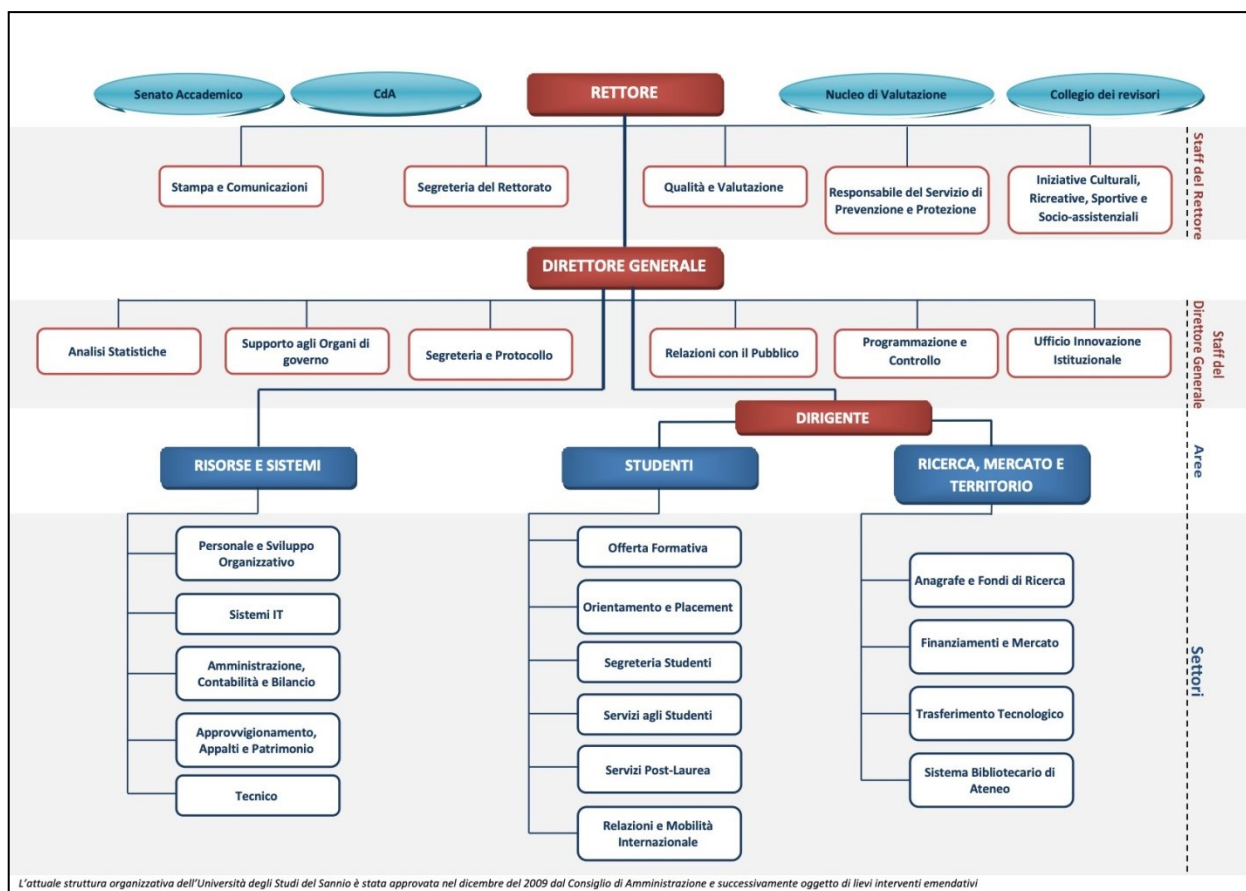 Senato Accademico
CdA
RETTORE
Nucleo di Valutazione
Collegio dei revisori
Staff del Rettore
Stampa e Comunicazioni
Segreteria del Rettorato
Qualità e Valutazione
Responsabile del Servizio di
Prevenzione e Protezione
Iniziative Culturali,
Ricreative, Sportive e
Socio-assistenziali
DIRETTORE GENERALE
Staff del
Direttore Generale
Analisi Statistiche
Supporto agli Organi di
governo
Segreteria e Protocollo
Relazioni con il Pubblico
Programmazione e
Controllo
Ufficio Innovazione
Istituzionale
DIRIGENTE
Aree
RISORSE E SISTEMI
STUDENTI
RICERCA, MERCATO E
TERRITORIO
Settori
Personale e Sviluppo
Organizzativo
Sistemi IT
Amministrazione,
Contabilità e Bilancio
Approvvigionamento,
Appalti e Patrimonio
Tecnico
Offerta Formativa
Orientamento e Placement
Segreteria Studenti
Servizi agli Studenti
Servizi Post-Laurea
Relazioni e Mobilità
Internazionale
Anagrafe e Fondi di Ricerca
Finanziamenti e Mercato
Trasferimento Tecnologico
Sistema Bibliotecario di
Ateneo
L'attuale struttura organizzativa dell'Università degli Studi del Sannio è stata approvata nel dicembre del 2009 dal Consiglio di Amministrazione e successivamente oggetto di lievi interventi emendativi